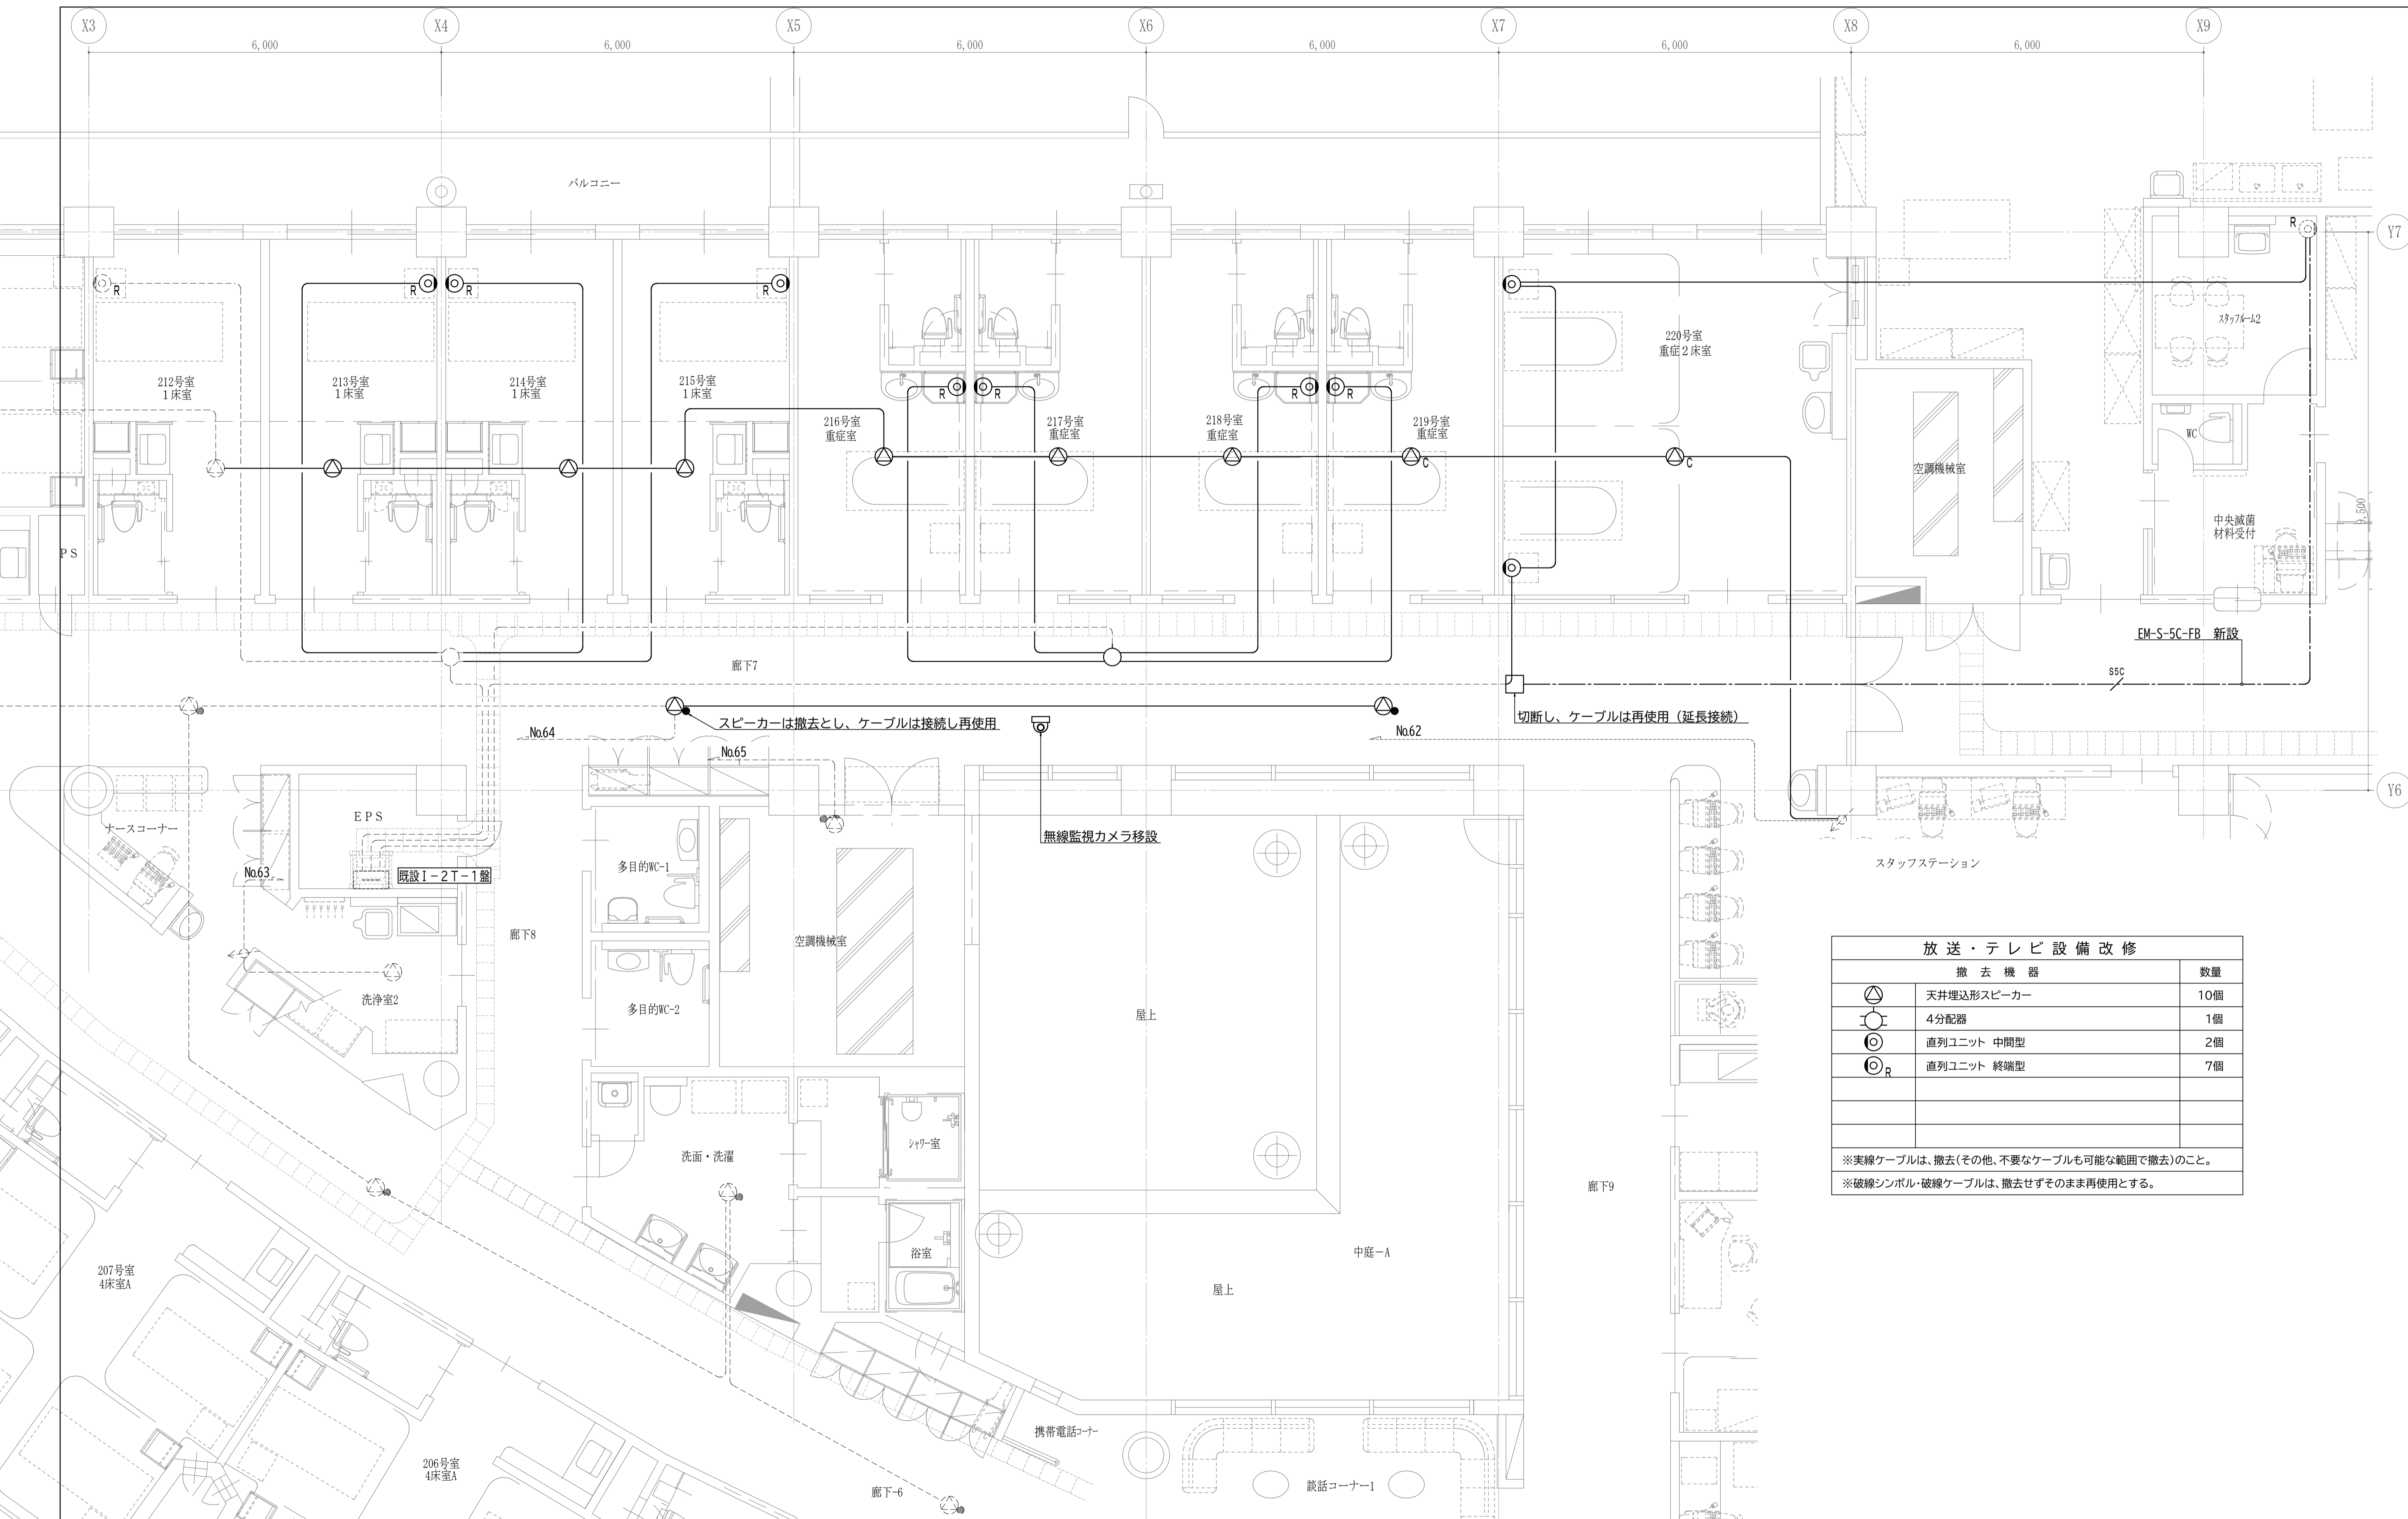 X3
X4
X5
X6
X7
X8
X9
6,000
6,000
6,000
6,000
6,000
6,000
バルコニー
Y7
R
R
R
R
R
212号室
1床室
213号室
1床室
214号室
1床室
215号室
1床室
216号室
重症室
217号室
重症室
218号室
重症室
219号室
重症室
220号室
重症2床室
R
R
R
R
C
C
スタッフルーム2
WC
空調機械室
中央滅菌
材料受付
9,500
PS
廊下7
EM-S-5C-FB 新設
S5C
スピーカーは撤去とし、ケーブルは接続し再使用
切断し、ケーブルは再使用（延長接続）
No.64
No.65
No.62
無線監視カメラ移設
Y6
ナースコーナー
EPS
No.63
既設I-2T-1盤
多目的WC-1
スタッフステーション
廊下8
空調機械室
洗浄室2
多目的WC-2
屋上
放送・テレビ設備改修
撤去機器 数量
天井埋込形スピーカー 10個
4分配器 1個
直列ユニット 中間型 2個
R 直列ユニット 終端型 7個
※実線ケーブルは、撤去(その他、不要なケーブルも可能な範囲で撤去)のこと。
※破線シンボル・破線ケーブルは、撤去せずそのまま再使用とする。
洗面・洗濯
シャワー室
廊下9
浴室
中庭-A
屋上
207号室
4床室A
携帯電話コーナー
206号室
4床室A
談話コーナー1
廊下-6